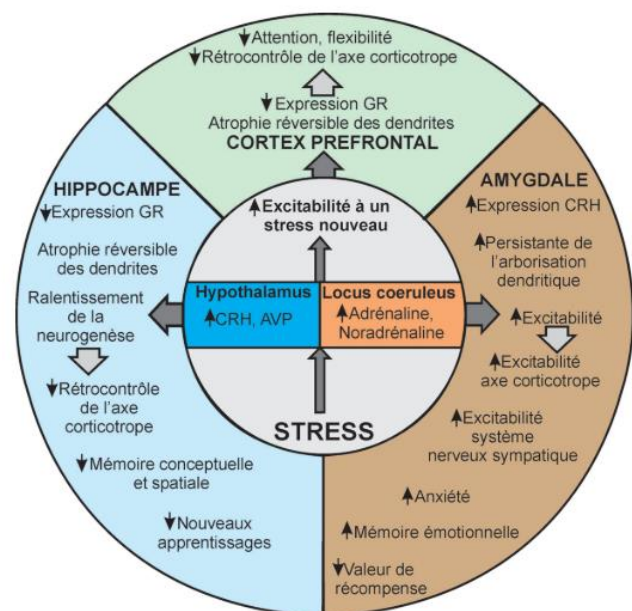 ↓Attention, flexibilité
↓Rétrocontrôle de l'axe corticotrope
↓Expression GR
Atrophie réversible des dendrites
CORTEX PREFRONTAL
HIPPOCAMPE
↓Expression GR
Atrophie réversible
des dendrites
Ralentissement
de la
neurogenèse
↓Rétrocontrôle
de l'axe
corticotrope
↓Mémoire conceptuelle
et spatiale
↓Nouveaux
apprentissages
↑Excitabilité à un
stress nouveau
Hypothalamus
↑CRH, AVP
Locus coeruleus
↑Adrénaline,
Noradrénaline
STRESS
AMYGDALE
↑Expression CRH
↑Persistante de
l'arborisation
dendritique
↑Excitabilité
↑Excitabilité
axe corticotrope
↑Excitabilité
système
nerveux sympatique
↑Anxiété
↑Mémoire émotionnelle
↓Valeur de
récompense